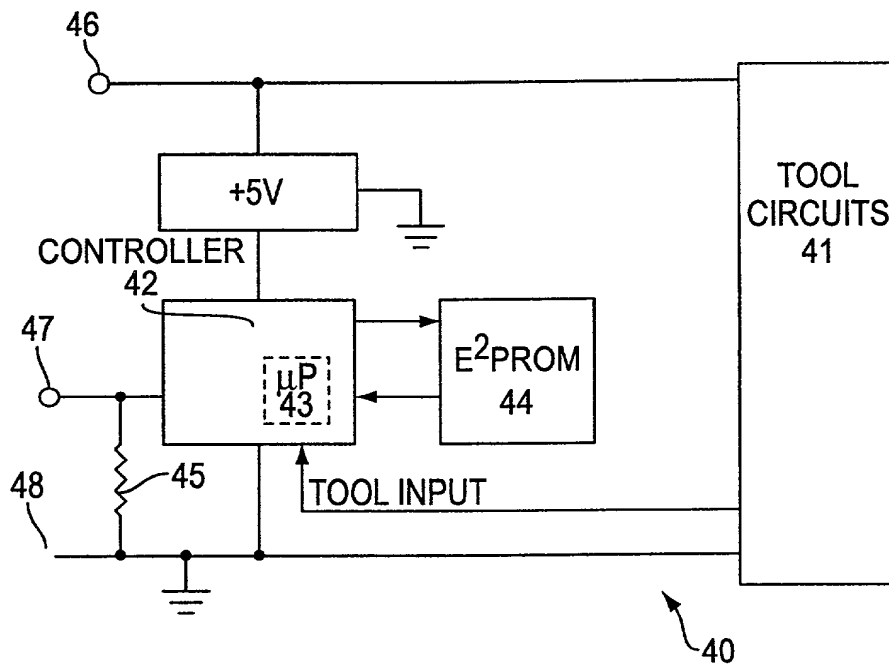 46
+5V
TOOL
CIRCUITS
41
CONTROLLER
42
47
µP
43
E²PROM
44
48
45
TOOL INPUT
40